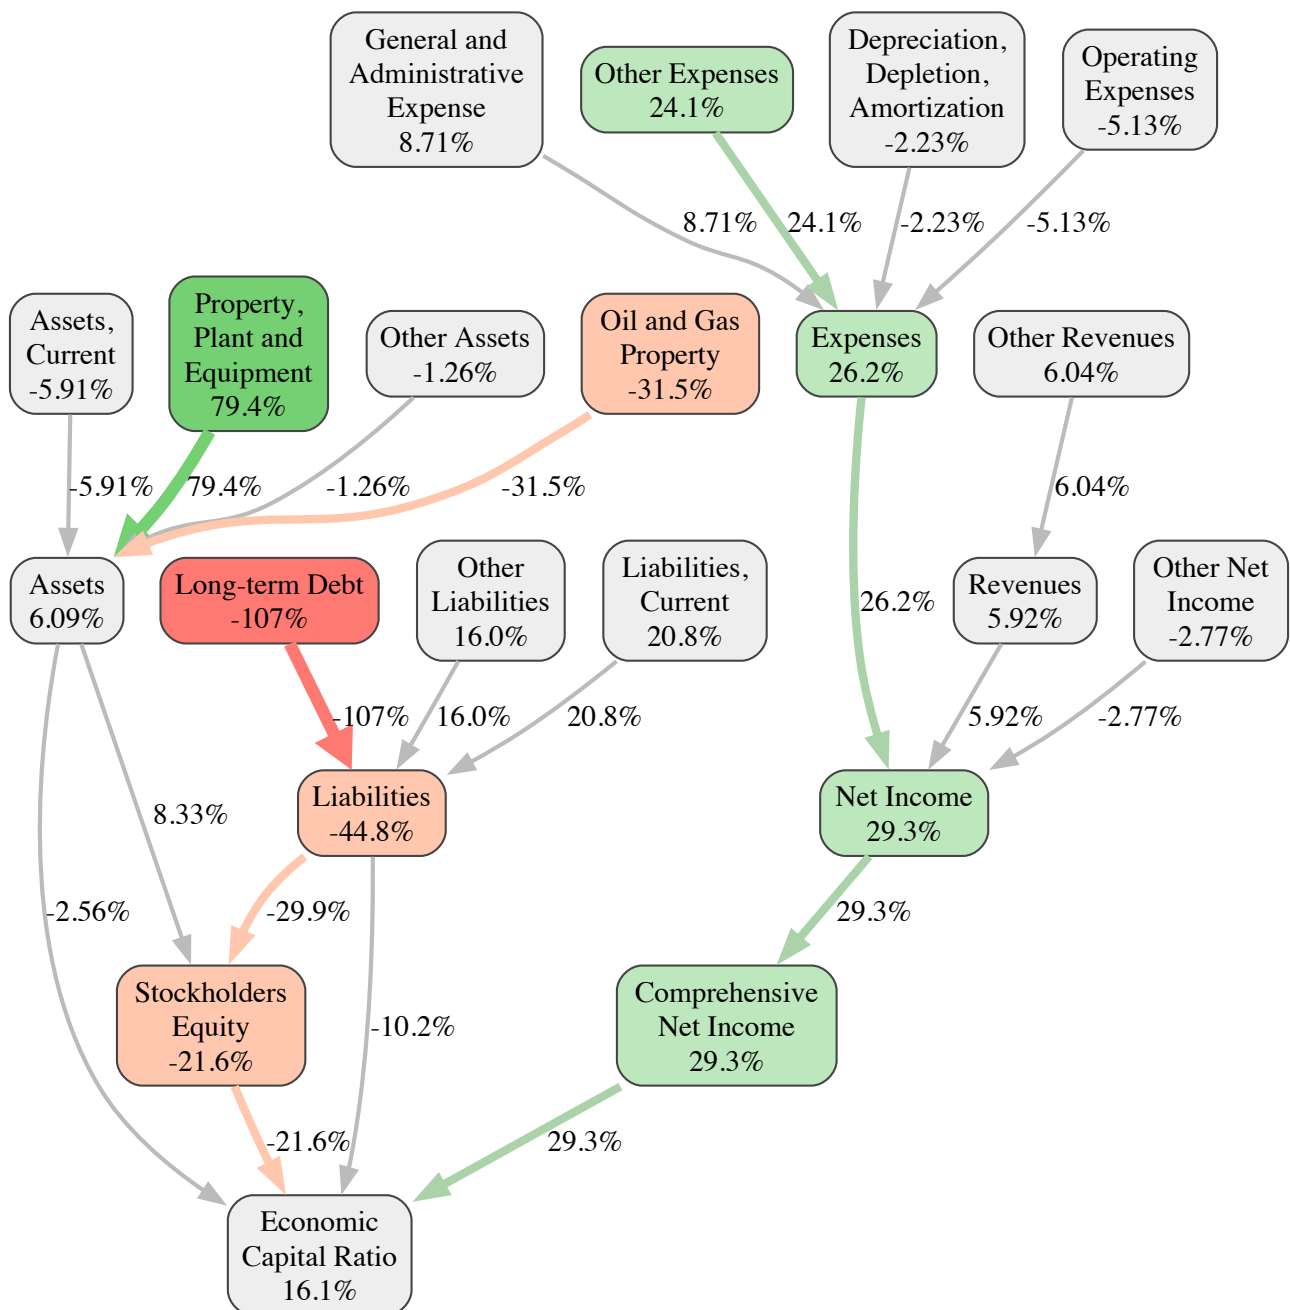 General and
Administrative
Expense
8.71%
Other Expenses
24.1%
Depreciation,
Depletion,
Amortization
-2.23%
Operating
Expenses
-5.13%
8.71%
24.1%
-2.23%
-5.13%
Assets,
Current
-5.91%
Property,
Plant and
Equipment
79.4%
Other Assets
-1.26%
Oil and Gas
Property
-31.5%
Expenses
26.2%
Other Revenues
6.04%
-5.91%
79.4%
-1.26%
-31.5%
6.04%
Assets
6.09%
Long-term Debt
-107%
Other
Liabilities
16.0%
Liabilities,
Current
20.8%
26.2%
Revenues
5.92%
Other Net
Income
-2.77%
-107%
16.0%
20.8%
5.92%
-2.77%
8.33%
Liabilities
-44.8%
Net Income
29.3%
-2.56%
-29.9%
29.3%
Stockholders
Equity
-21.6%
-10.2%
Comprehensive
Net Income
29.3%
-21.6%
29.3%
Economic
Capital Ratio
16.1%